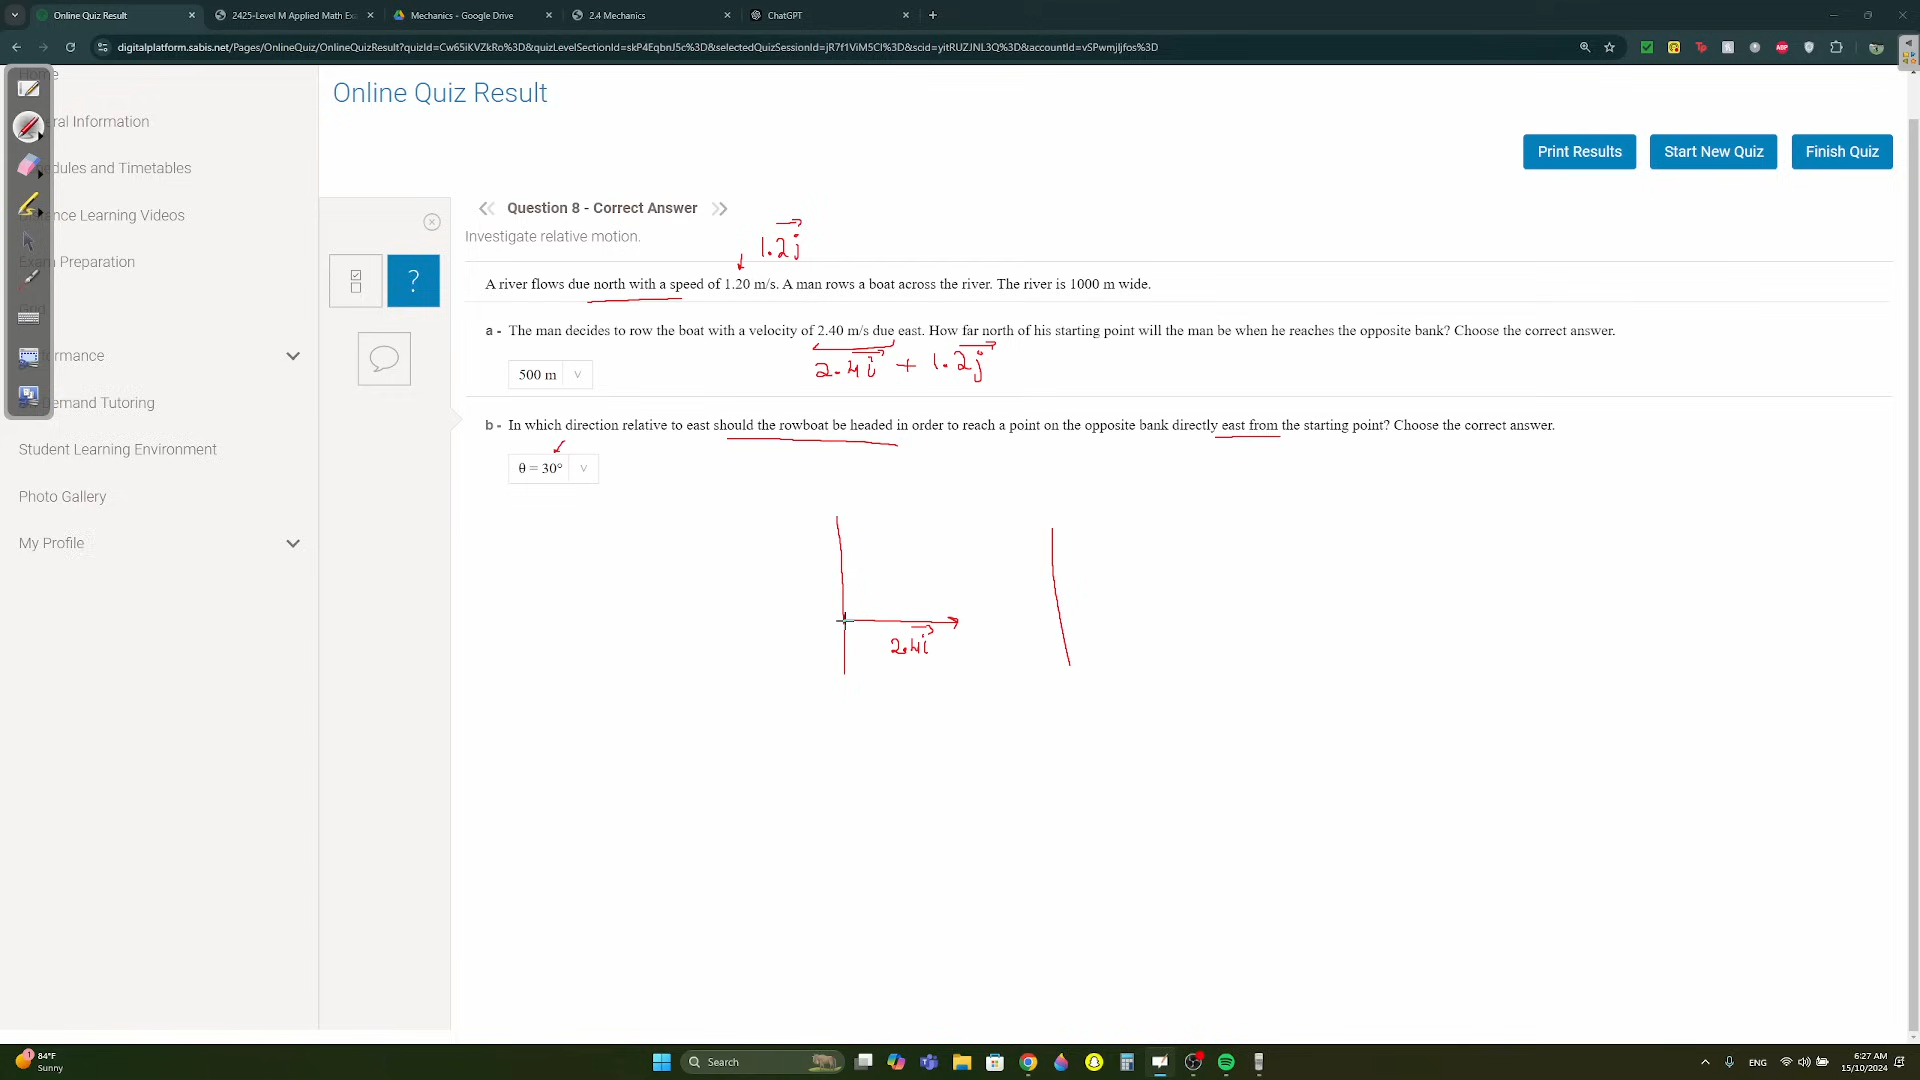 Online Quiz Result
2425-Level M Applied Math Ex
Mechanics - Google Drive
2.4 Mechanics
ChatGPT
digitalplatform.sabis.net/Pages/OnlineQuiz/OnlineQuizResult?quizId=Cw65iKVZkRo%3D&quizLevelSectionId=skP4EqbnJ5c%3D&selectedQuizSessionId=jR7f1ViM5CI%3D&scid=yitRUZJNL3Q%3D&accountId=vSPwmjljfos%3D
Home
ral Information
edules and Timetables
ence Learning Videos
Exam Preparation
ormance
Demand Tutoring
Student Learning Environment
Photo Gallery
My Profile
Online Quiz Result
Print Results
Start New Quiz
Finish Quiz
Question 8 - Correct Answer
Investigate relative motion.
1.2j
A river flows due north with a speed of 1.20 m/s. A man rows a boat across the river. The river is 1000 m wide.
a - The man decides to row the boat with a velocity of 2.40 m/s due east. How far north of his starting point will the man be when he reaches the opposite bank? Choose the correct answer.
2.4i + 1.2j
500 m
b - In which direction relative to east should the rowboat be headed in order to reach a point on the opposite bank directly east from the starting point? Choose the correct answer.
θ = 30°
2.4i
?
84°F
Sunny
1
Search
ENG
6:27 AM
15/10/2024